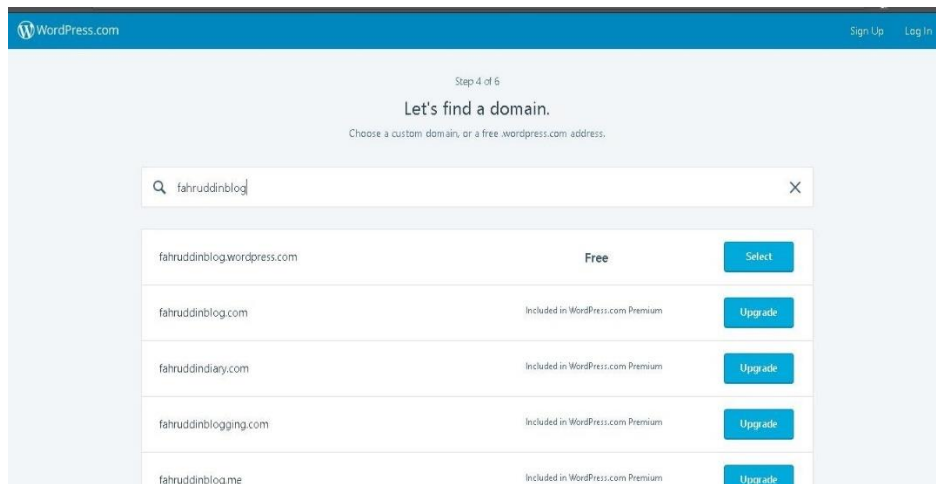 WordPress.com Sign Up Log In
Step 4 of 6
Let's find a domain.
Choose a custom domain, or a free .wordpress.com address.
fahruddinblog
fahruddinblog.wordpress.com Free Select
fahruddinblog.com Included in WordPress.com Premium Upgrade
fahruddindiary.com Included in WordPress.com Premium Upgrade
fahruddinblogging.com Included in WordPress.com Premium Upgrade
fahruddinblog.me Included in WordPress.com Premium Upgrade